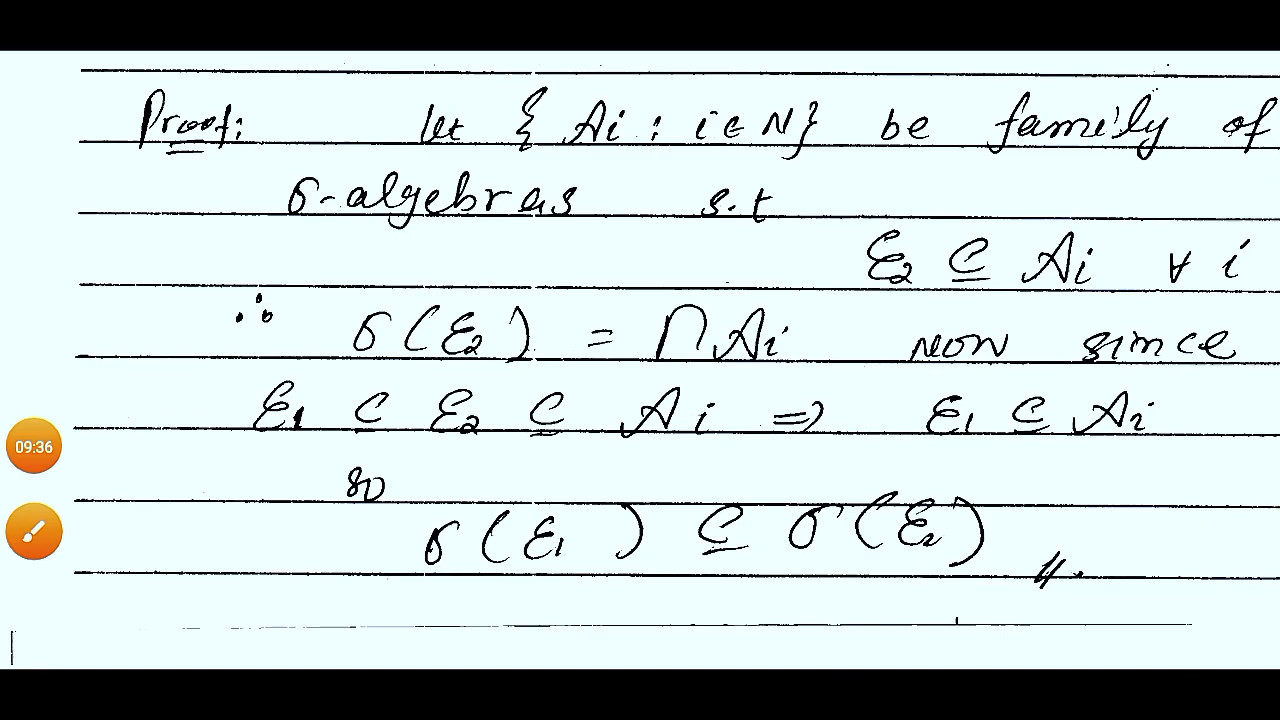 Proof: let { Ai : i ∈ N } be family of
σ-algebras s.t
ℰ2 ⊆ Ai ∀ i
∴ σ(ℰ2) = ∩ Ai now since
ℰ1 ⊆ ℰ2 ⊆ Ai ⇒ ℰ1 ⊆ Ai
09:36
so
σ(ℰ1) ⊆ σ(ℰ2)